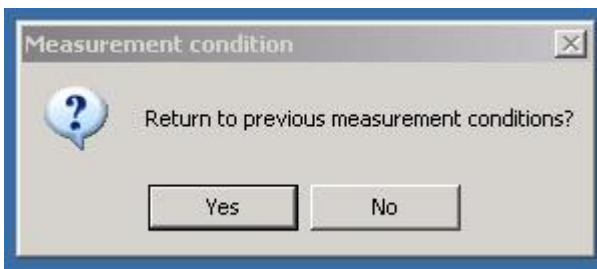 Measurement condition
Return to previous measurement conditions?
Yes No